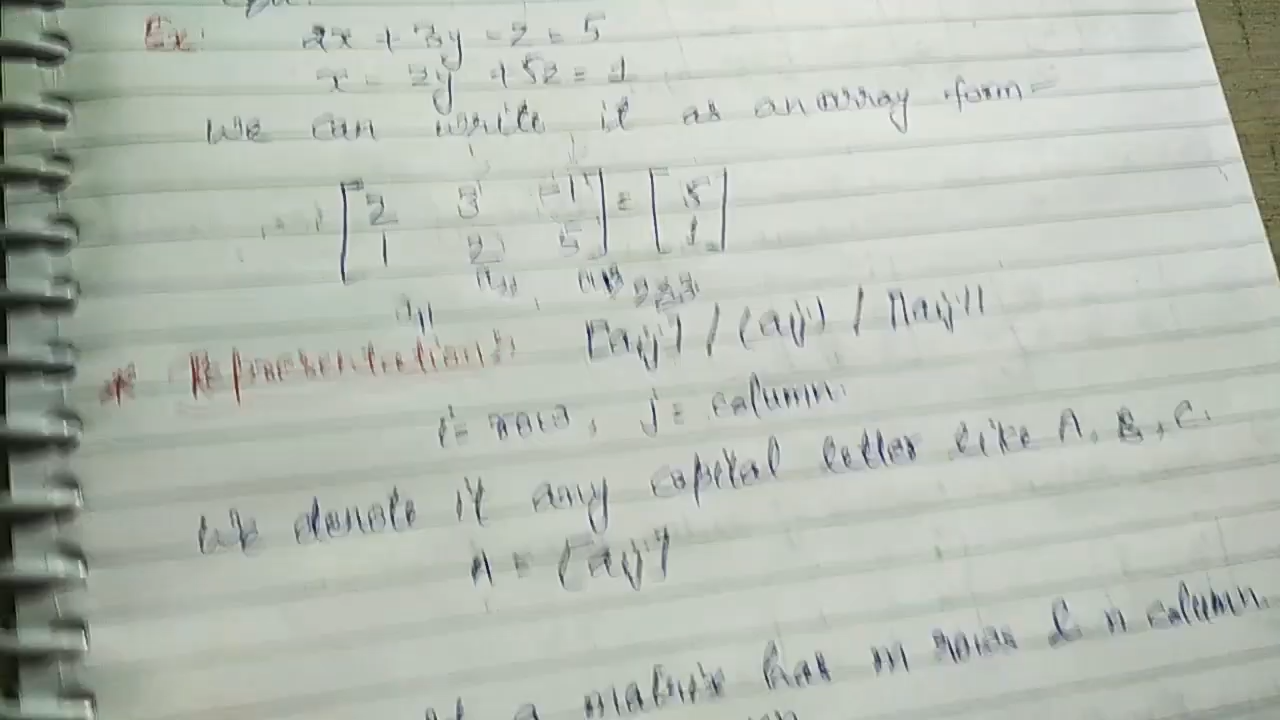 Ex: 2x + 3y - z = 5
x - 2y + 5z = 1
We can write it as an array form -
[2 3 -1
1 2 5] = [5
1]
a11
* Representation: [aij] / (aij) / ||aij||
i = row, j = column.
We denote it any capital letter like A, B, C.
A = [aij]
a matrix has m rows & n column.